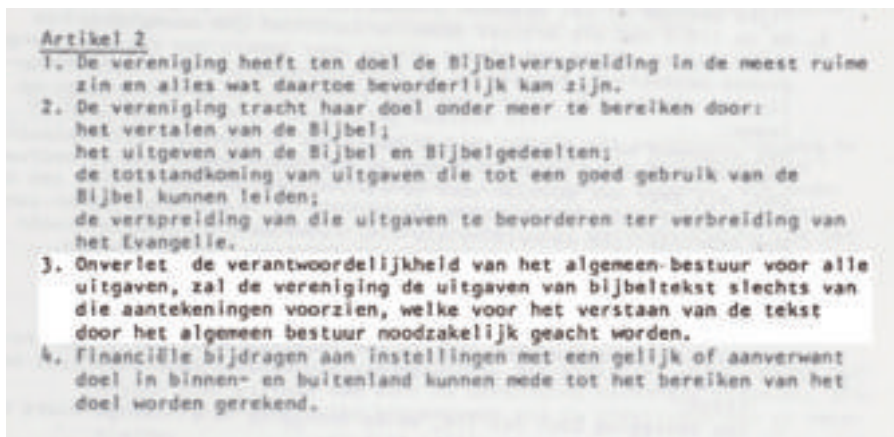 Artikel 2
1. De vereniging heeft ten doel de Bijbelverspreiding in de meest ruime
zin en alles wat daartoe bevorderlijk kan zijn.
2. De vereniging tracht haar doel onder meer te bereiken door:
het vertalen van de Bijbel;
het uitgeven van de Bijbel en Bijbelgedeelten;
de totstandkoming van uitgaven die tot een goed gebruik van de
Bijbel kunnen leiden;
de verspreiding van die uitgaven te bevorderen ter verbreiding van
het Evangelie.
3. Onverlet de verantwoordelijkheid van het algemeen bestuur voor alle
uitgaven, zal de vereniging de uitgaven van bijbeltekst slechts van
die aantekeningen voorzien, welke voor het verstaan van de tekst
door het algemeen bestuur noodzakelijk geacht worden.
4. Financiële bijdragen aan instellingen met een gelijk of aanverwant
doel in binnen- en buitenland kunnen mede tot het bereiken van het
doel worden gerekend.